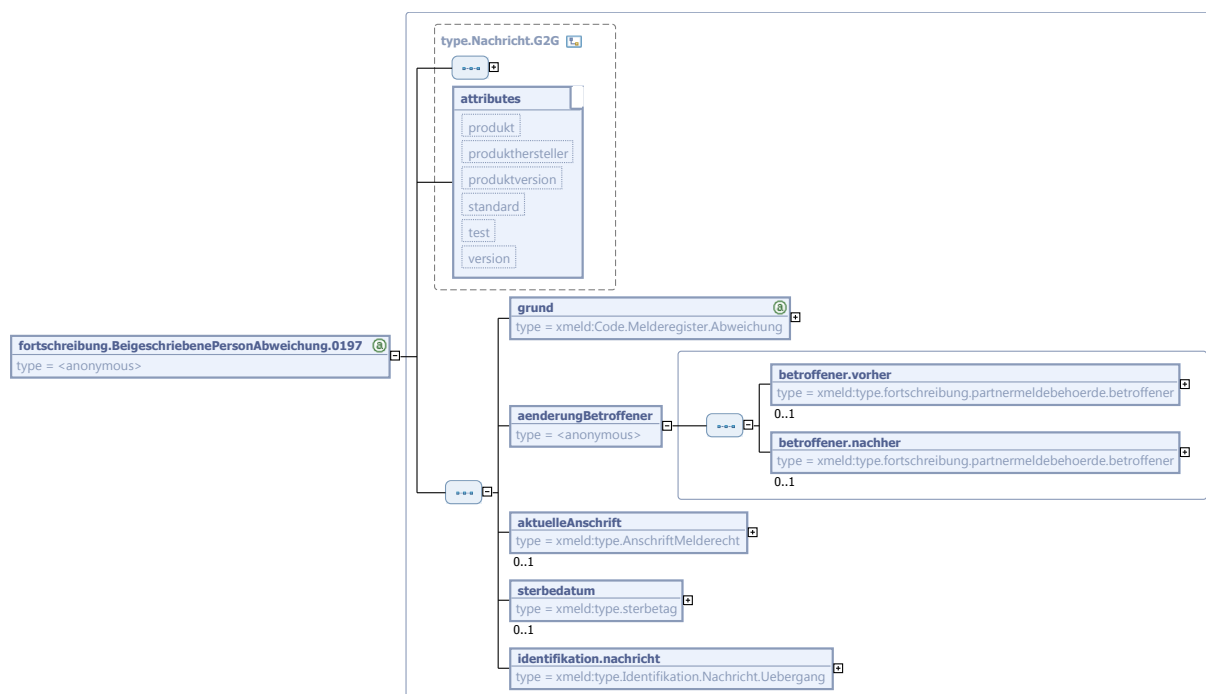 type.Nachricht.G2G
attributes
produkt
produkthersteller
produktversion
standard
test
version
grund
type = xmeld:Code.Melderegister.Abweichung
fortschreibung.BeigeschriebenePersonAbweichung.0197
type = <anonymous>
betroffener.vorher
type = xmeld:type.fortschreibung.partnermeldebehoerde.betroffener
0..1
aenderungBetroffener
type = <anonymous>
betroffener.nachher
type = xmeld:type.fortschreibung.partnermeldebehoerde.betroffener
0..1
aktuelleAnschrift
type = xmeld:type.AnschriftMelderecht
0..1
sterbedatum
type = xmeld:type.sterbetag
0..1
identifikation.nachricht
type = xmeld:type.Identifikation.Nachricht.Uebergang